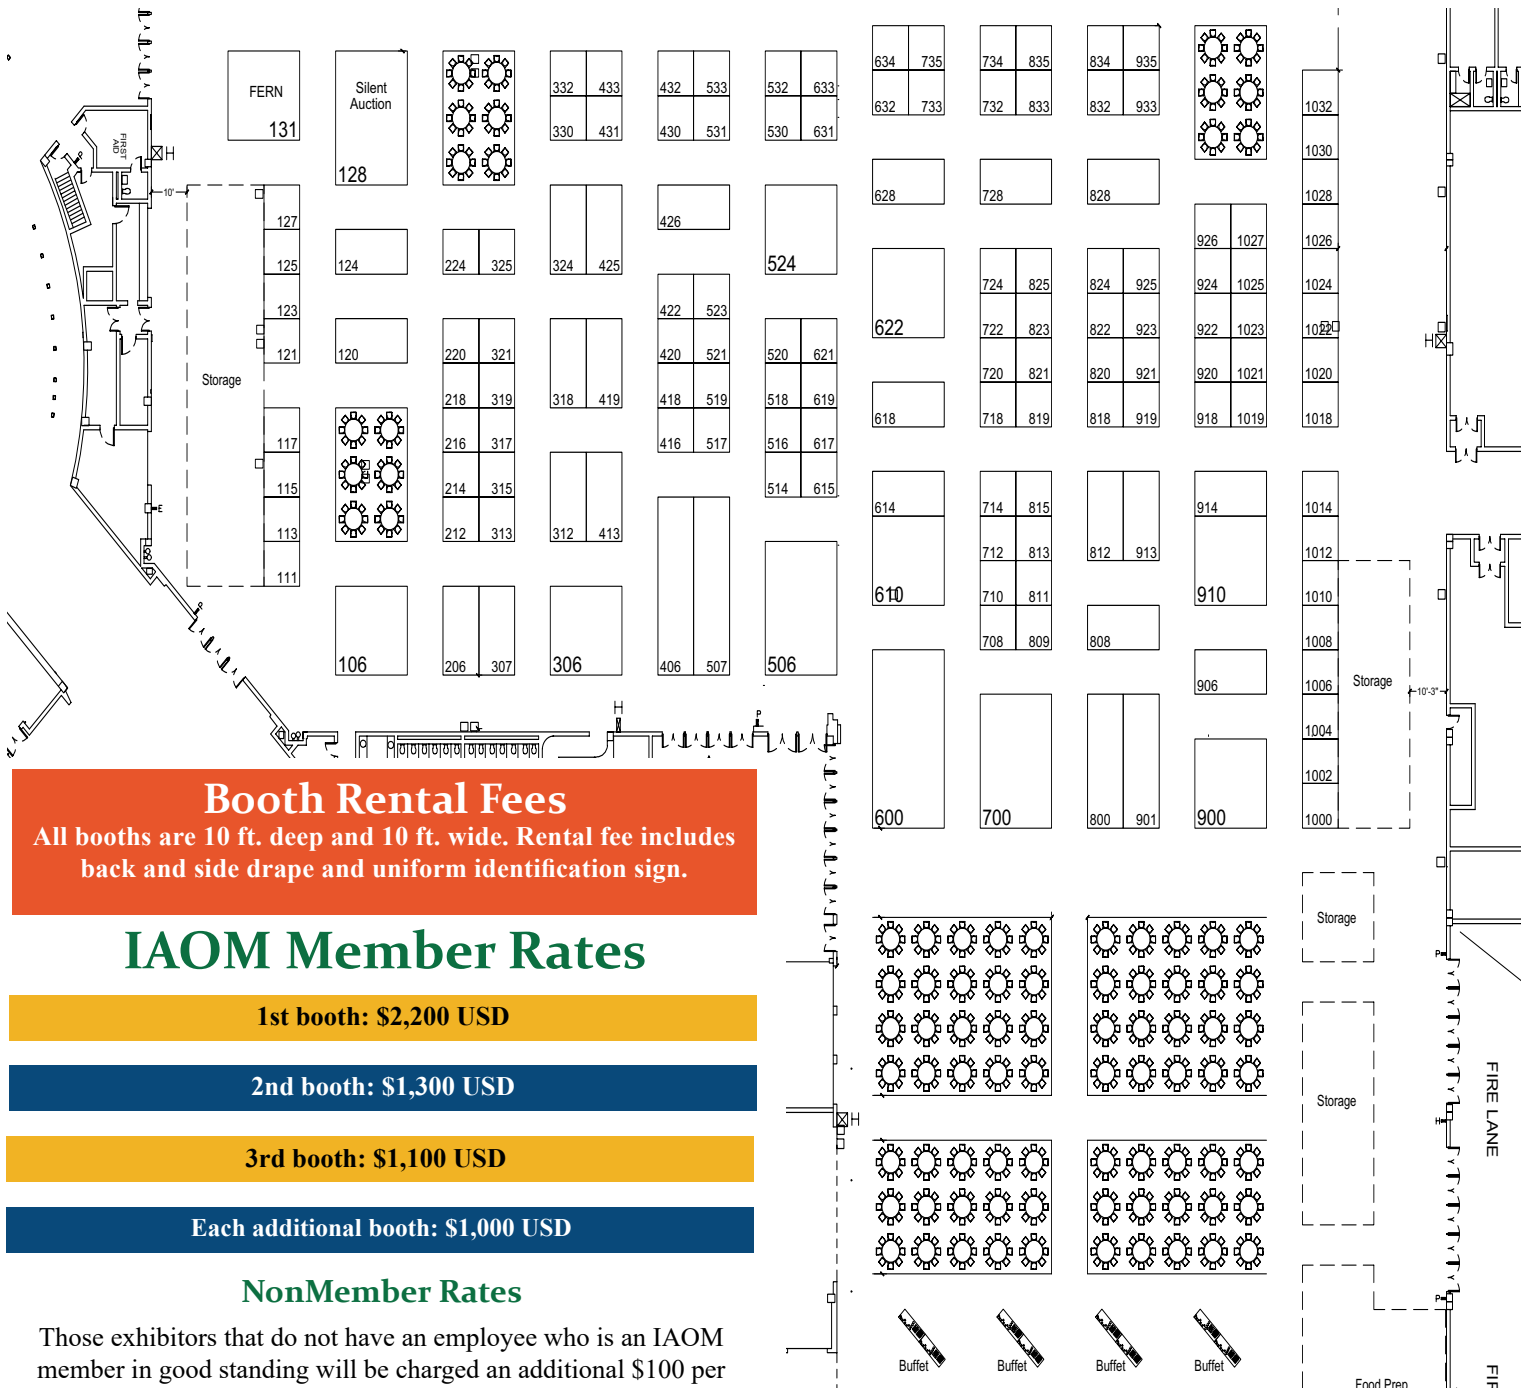 FERN
131
Silent
Auction
128
332 433 432 533 532 633
330 431 430 531 530 631
634 735 734 835 834 935
632 733 732 833 832 933
1032
1030
FIRST
AID
H
10'
127
426
628 728 828
1028
926 1027 1026
125
124
224 325
324 425
524
724 825 824 925 924 1025 1024
123
422 523
622
722 823 822 923 922 1023 1022
H
121
120
220 321
420 521
520 621
720 821 820 921 920 1021 1020
Storage
218 319
318 419
418 519
518 619
618
718 819 818 919 918 1019 1018
117
216 317
416 517
516 617
115
214 315
514 615
614
714 815
914
1014
E
113
212 313
312 413
712 813
812 913
1012
111
610
710 811
910
1010
P
708 809
808
1008
106
206 307
306
406 507
506
906
1006
Storage
10'-3"
1004
1002
H
P
600
700
800 901
900
1000
Booth Rental Fees
All booths are 10 ft. deep and 10 ft. wide. Rental fee includes
back and side drape and uniform identification sign.
IAOM Member Rates
1st booth: $2,200 USD
2nd booth: $1,300 USD
3rd booth: $1,100 USD
Each additional booth: $1,000 USD
NonMember Rates
Those exhibitors that do not have an employee who is an IAOM
member in good standing will be charged an additional $100 per
Storage
P
Storage
FIRE LANE
H
H
P
Buffet Buffet Buffet Buffet
Food Prep